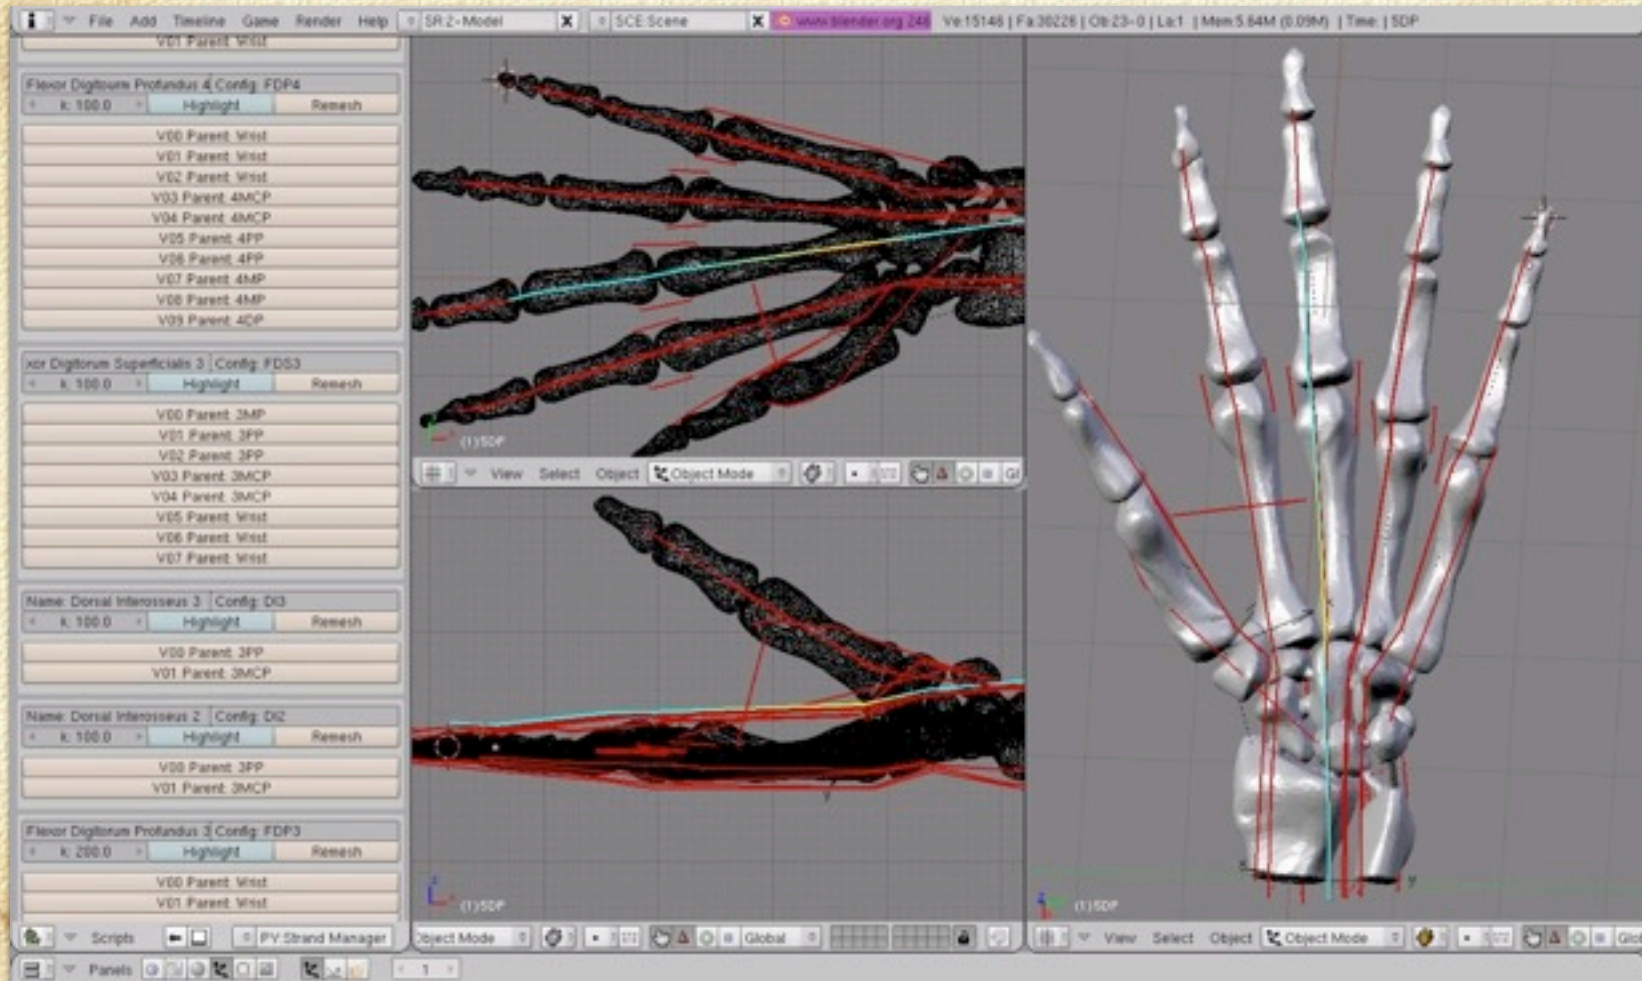 File Add Timeline Game Render Help SR:2-Model X SCE:Scene X www.blender.org 246 Ve:15146 | Fa:30226 | Ob:23-0 | La:1 | Mem:5.64M (0.09M) | Time: | 5DP
V01 Parent: Wrist
Flexor Digitourm Profundus 4 Config: FDP4
k: 100.0 Highlight Remesh
V00 Parent: Wrist
V01 Parent: Wrist
V02 Parent: Wrist
V03 Parent: 4MCP
V04 Parent: 4MCP
V05 Parent: 4PP
V06 Parent: 4PP
V07 Parent: 4MP
V08 Parent: 4MP
V09 Parent: 4DP
xor Digitorum Superficialis 3 Config: FDS3
k: 100.0 Highlight Remesh
V00 Parent: 3MP
V01 Parent: 3PP
V02 Parent: 3PP
V03 Parent: 3MCP
V04 Parent: 3MCP
V05 Parent: Wrist
V06 Parent: Wrist
V07 Parent: Wrist
Name: Dorsal Interosseus 3 Config: DI3
k: 100.0 Highlight Remesh
V00 Parent: 3PP
V01 Parent: 3MCP
Name: Dorsal Interosseus 2 Config: DI2
k: 100.0 Highlight Remesh
V00 Parent: 3PP
V01 Parent: 3MCP
Flexor Digitorum Profundus 3 Config: FDP3
k: 200.0 Highlight Remesh
V00 Parent: Wrist
V01 Parent: Wrist
Scripts PY:Strand Manager
Panels 1
(1) 5DP
View Select Object Object Mode Gl
z
y
(1) 5DP
bject Mode Global
x
y
(1) 5DP
View Select Object Object Mode Glo